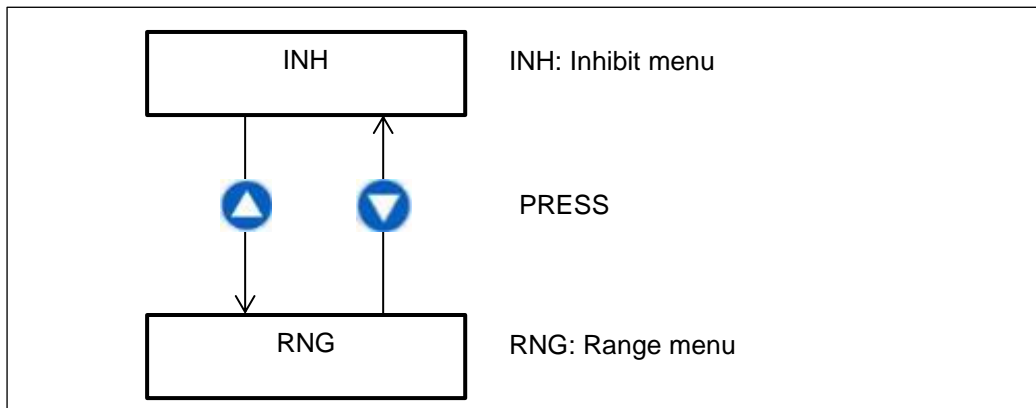 INH
INH: Inhibit menu
PRESS
RNG
RNG: Range menu